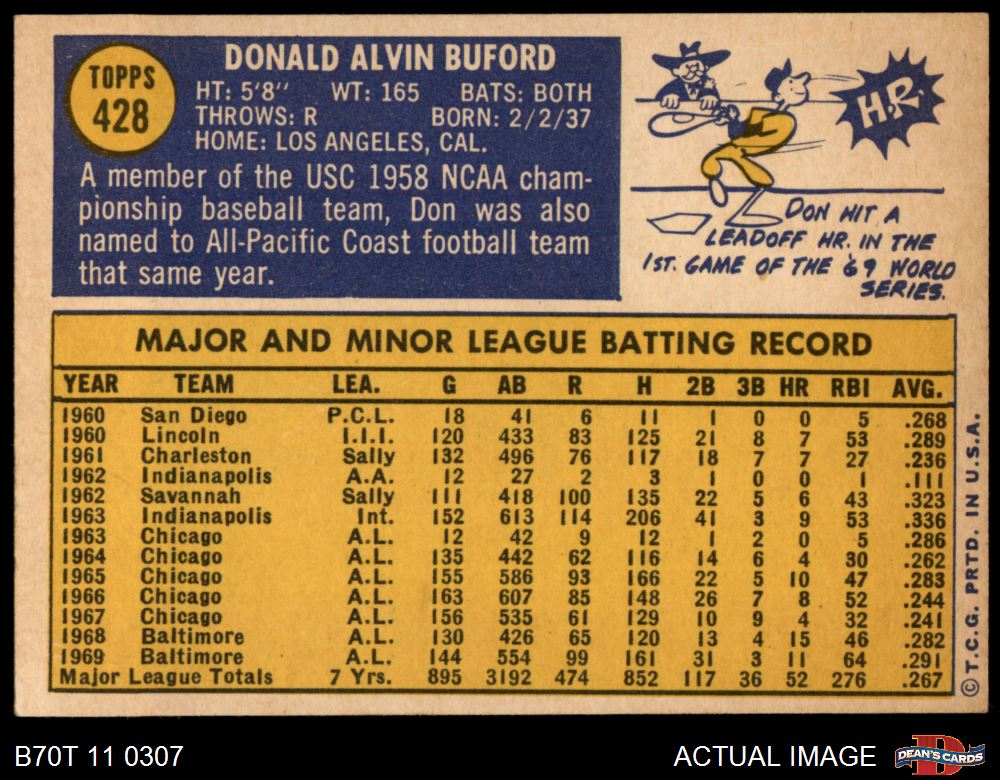 TOPPS
428
DONALD ALVIN BUFORD
HT: 5'8" WT: 165 BATS: BOTH
THROWS: R BORN: 2/2/37
HOME: LOS ANGELES, CAL.
A member of the USC 1958 NCAA cham-
pionship baseball team, Don was also
named to All-Pacific Coast football team
that same year.
H.R.
DON HIT A
LEADOFF HR. IN THE
1ST. GAME OF THE '69 WORLD
SERIES.
MAJOR AND MINOR LEAGUE BATTING RECORD
YEAR TEAM LEA. G AB R H 2B 3B HR RBI AVG.
1960 San Diego P.C.L. 18 41 6 11 1 0 0 5 .268
1960 Lincoln I.I.I. 120 433 83 125 21 8 7 53 .289
1961 Charleston Sally 132 496 76 117 18 7 7 27 .236
1962 Indianapolis A.A. 12 27 2 3 1 0 0 1 .111
1962 Savannah Sally 111 418 100 135 22 5 6 43 .323
1963 Indianapolis Int. 152 613 114 206 41 3 9 53 .336
1963 Chicago A.L. 12 42 9 12 1 2 0 5 .286
1964 Chicago A.L. 135 442 62 116 14 6 4 30 .262
1965 Chicago A.L. 155 586 93 166 22 5 10 47 .283
1966 Chicago A.L. 163 607 85 148 26 7 8 52 .244
1967 Chicago A.L. 156 535 61 129 10 9 4 32 .241
1968 Baltimore A.L. 130 426 65 120 13 4 15 46 .282
1969 Baltimore A.L. 144 554 99 161 31 3 11 64 .291
Major League Totals 7 Yrs. 895 3192 474 852 117 36 52 276 .267
© T.C.G. PRTD. IN U.S.A.
B70T 11 0307
ACTUAL IMAGE
D
DEAN'S CARDS